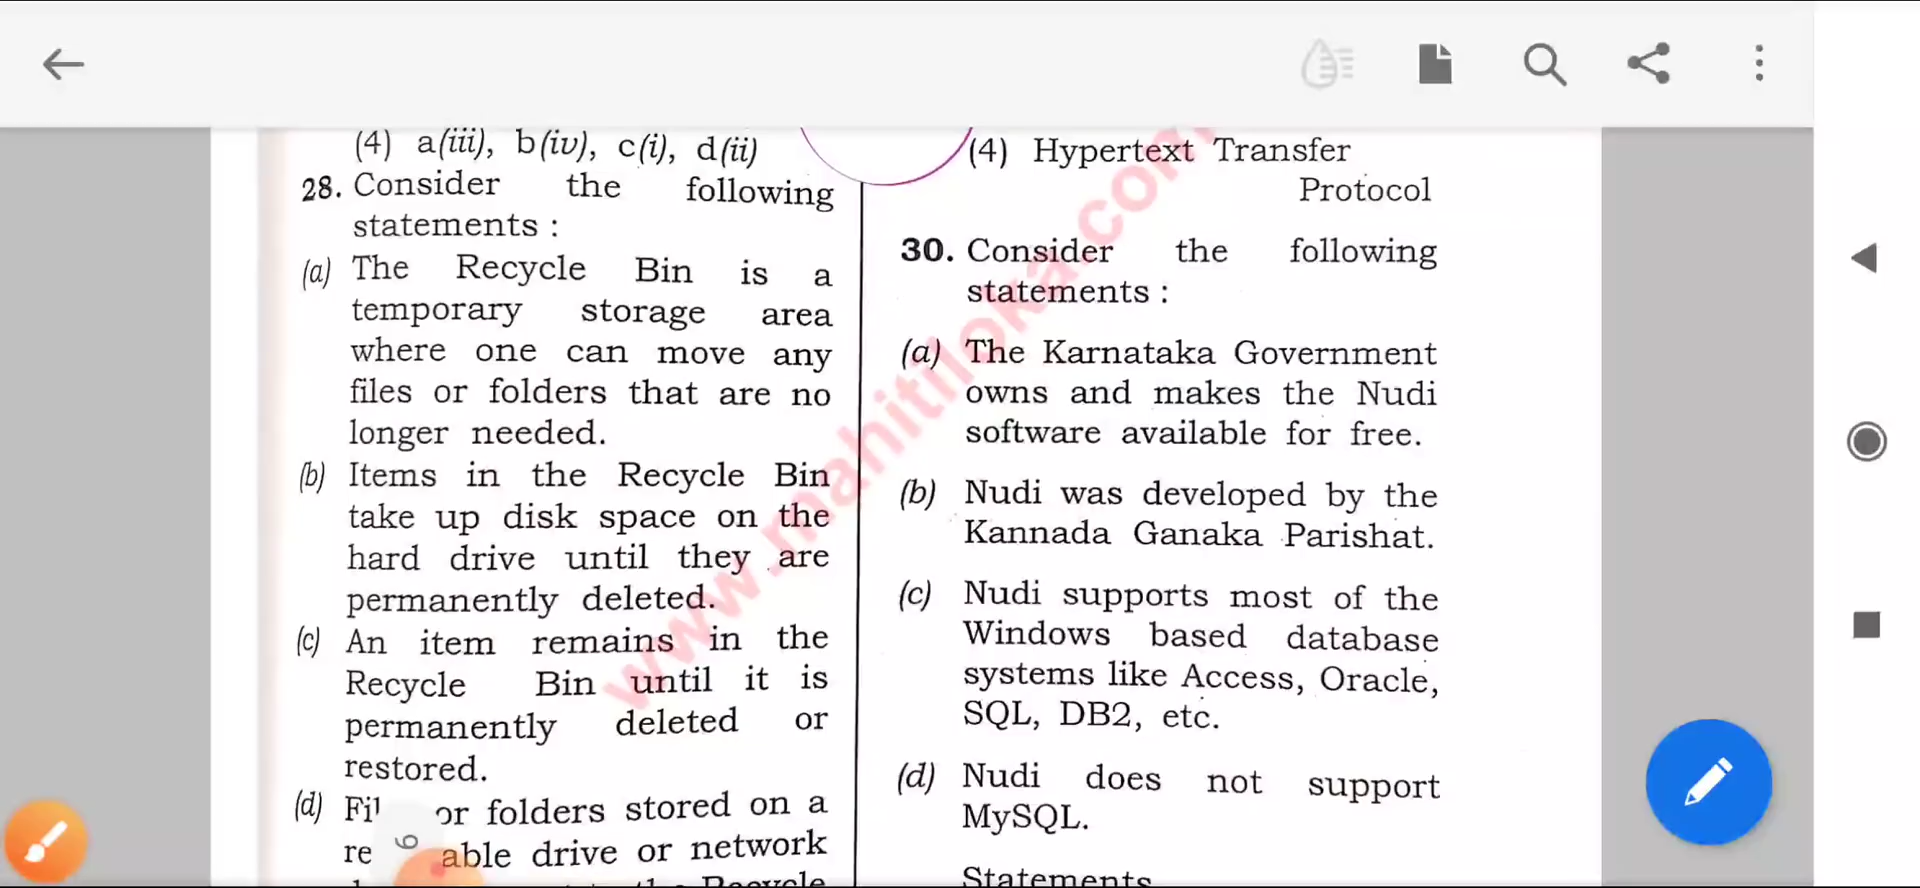 (4) a(iii), b(iv), c(i), d(ii)
28. Consider the following
statements :
(a) The Recycle Bin is a
temporary storage area
where one can move any
files or folders that are no
longer needed.
(b) Items in the Recycle Bin
take up disk space on the
hard drive until they are
permanently deleted.
(c) An item remains in the
Recycle Bin until it is
permanently deleted or
restored.
(d) or folders stored on a
drive or network
(4) Hypertext Transfer
Protocol
30. Consider the following
statements :
(a) The Karnataka Government
owns and makes the Nudi
software available for free.
(b) Nudi was developed by the
Kannada Ganaka Parishat.
(c) Nudi supports most of the
Windows based database
systems like Access, Oracle,
SQL, DB2, etc.
(d) Nudi does not support
MySQL.
Statements
www.mahitiloka.com